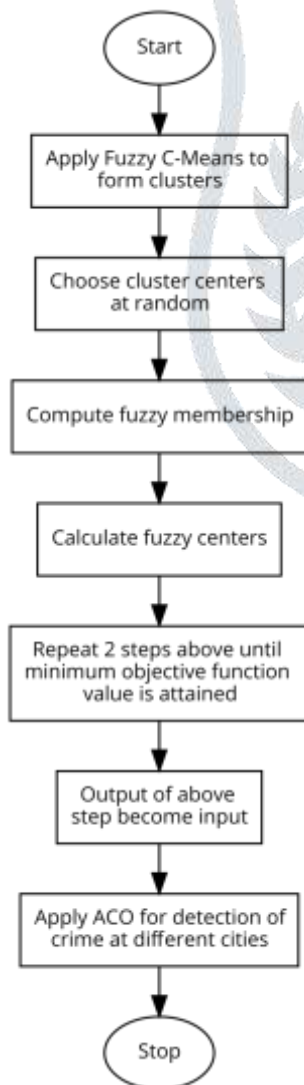 Start
Apply Fuzzy C-Means to
form clusters
Choose cluster centers
at random
Compute fuzzy membership
Calculate fuzzy centers
Repeat 2 steps above until
minimum objective function
value is attained
Output of above
step become input
Apply ACO for detection of
crime at different cities
Stop